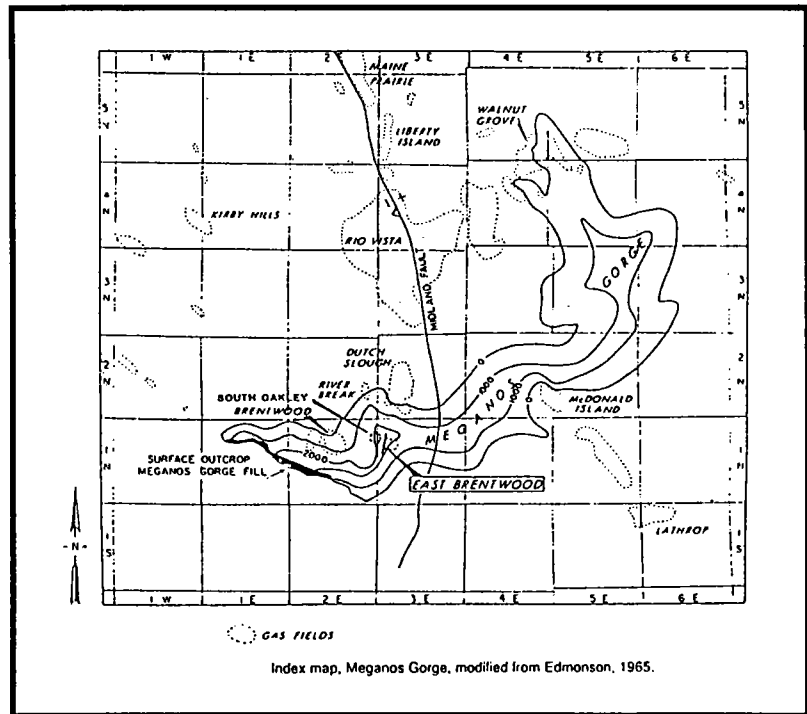 1 W 1 E 2 E 3 E 4 E 5 E 6 E
MAINE
PRAIRIE
WALNUT
GROVE
5
N
5
N
LIBERTY
ISLAND
4
N
4
N
KIRBY HILLS
RIO VISTA
MIDLAND FAULT
GORGE
3
N
3
N
DUTCH
SLOUGH
2
N
2
N
RIVER
BREAK
0
1000
1000
0
SOUTH OAKLEY
BRENTWOOD
MEGANOS
McDONALD
ISLAND
1
N
1
N
2000
SURFACE OUTCROP
MEGANOS GORGE FILL
EAST BRENTWOOD
LATHROP
-N-
1
S
1
S
1 W 1 E 2 E 3 E 4 E 5 E 6 E
GAS FIELDS
Index map, Meganos Gorge, modified from Edmonson, 1965.